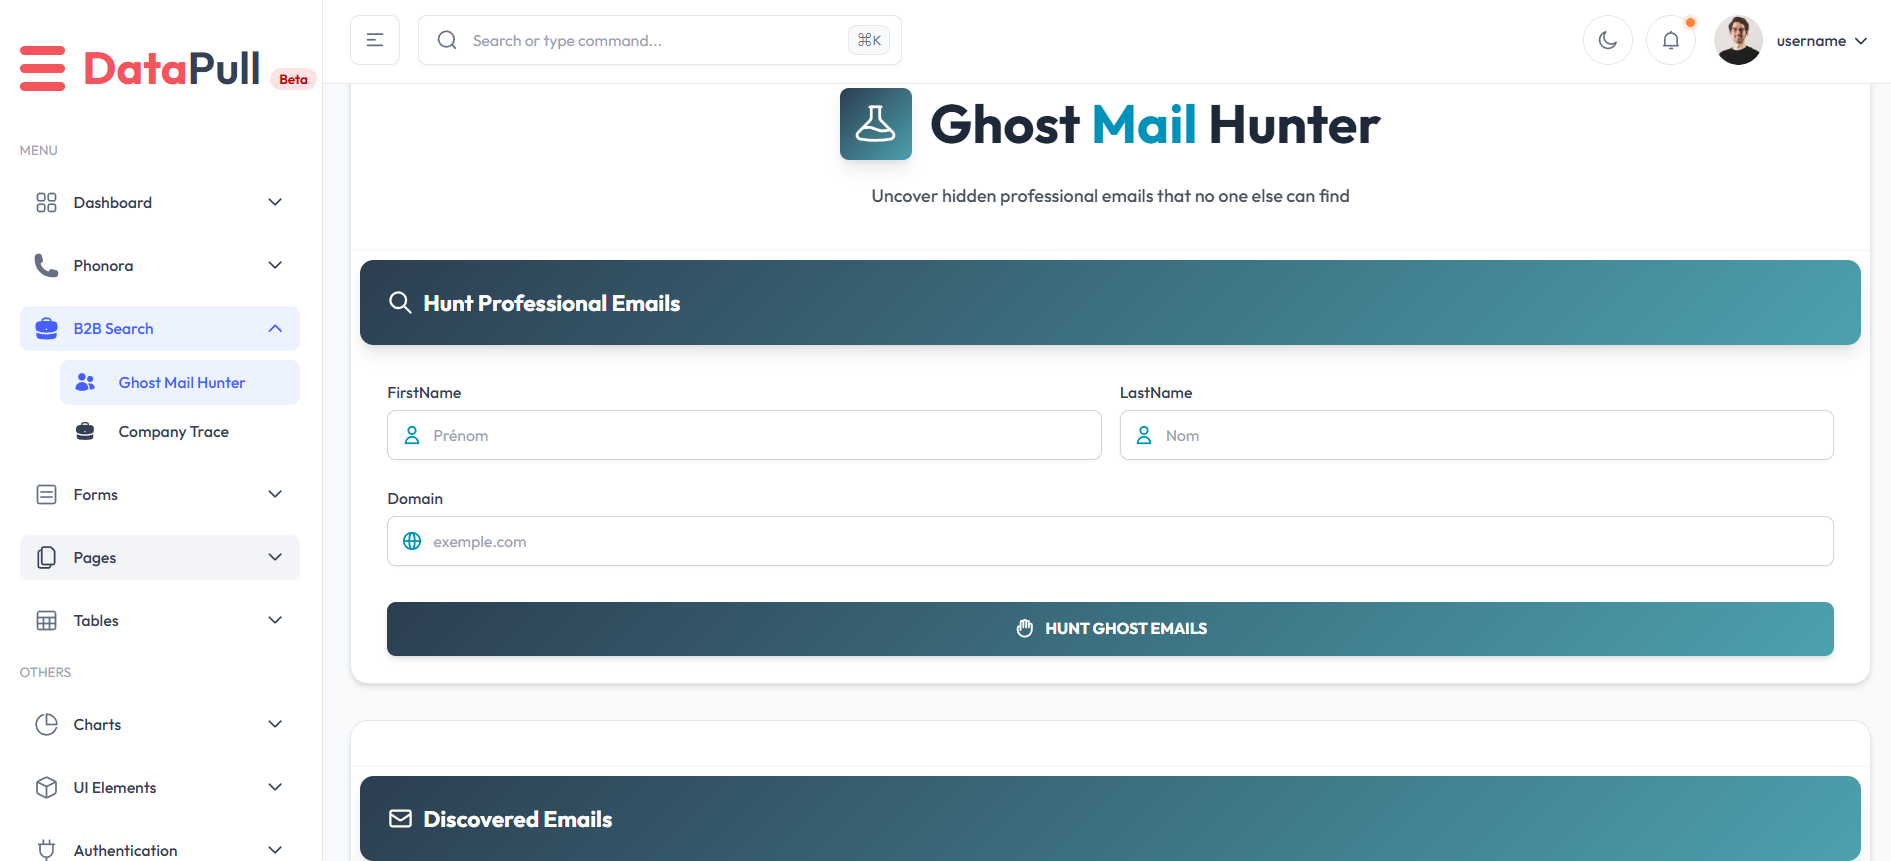 DataPull Beta
MENU
Dashboard
Phonora
B2B Search
Ghost Mail Hunter
Company Trace
Forms
Pages
Tables
OTHERS
Charts
UI Elements
Authentication
Search or type command...
⌘K
username
Ghost Mail Hunter
Uncover hidden professional emails that no one else can find
Hunt Professional Emails
FirstName
Prénom
LastName
Nom
Domain
exemple.com
HUNT GHOST EMAILS
Discovered Emails